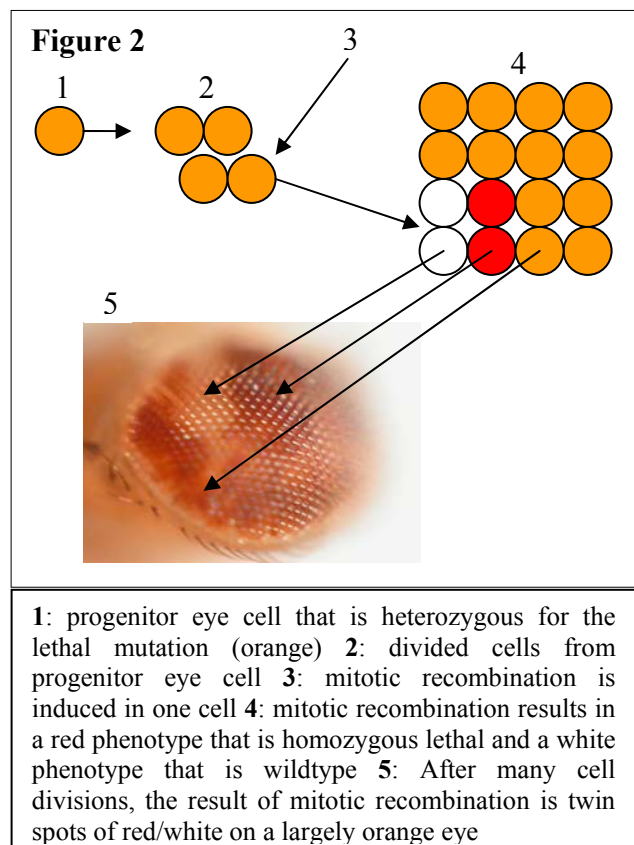 Figure 2
3
1
2
4
5
1: progenitor eye cell that is heterozygous for the
lethal mutation (orange) 2: divided cells from
progenitor eye cell 3: mitotic recombination is
induced in one cell 4: mitotic recombination results in
a red phenotype that is homozygous lethal and a white
phenotype that is wildtype 5: After many cell
divisions, the result of mitotic recombination is twin
spots of red/white on a largely orange eye